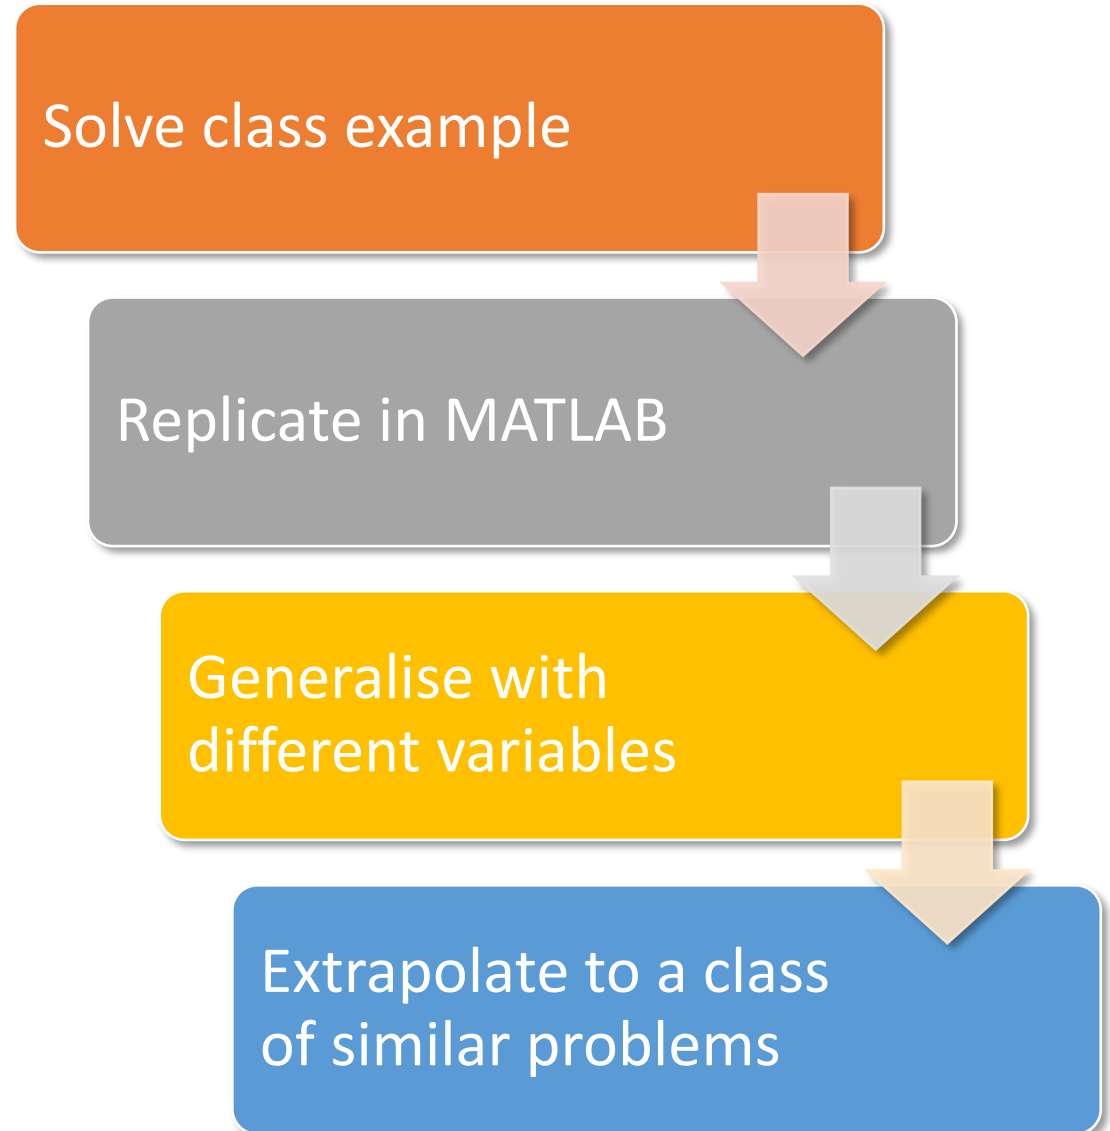 Solve class example
Replicate in MATLAB
Generalise with
different variables
Extrapolate to a class
of similar problems